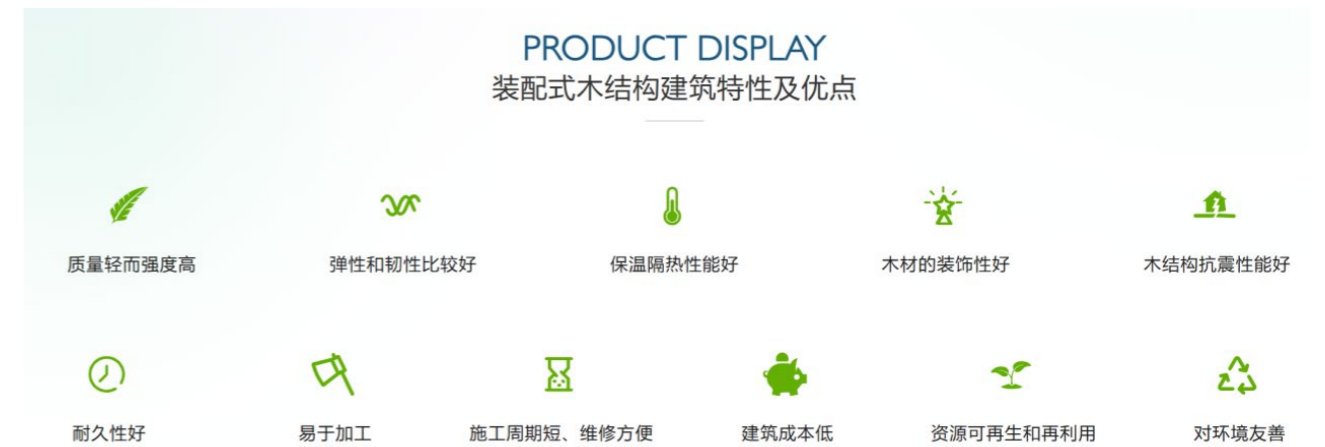 PRODUCT DISPLAY
装配式木结构建筑特性及优点
质量轻而强度高
弹性和韧性比较好
保温隔热性能好
木材的装饰性好
木结构抗震性能好
耐久性好
易于加工
施工周期短、维修方便
建筑成本低
资源可再生和再利用
对环境友善